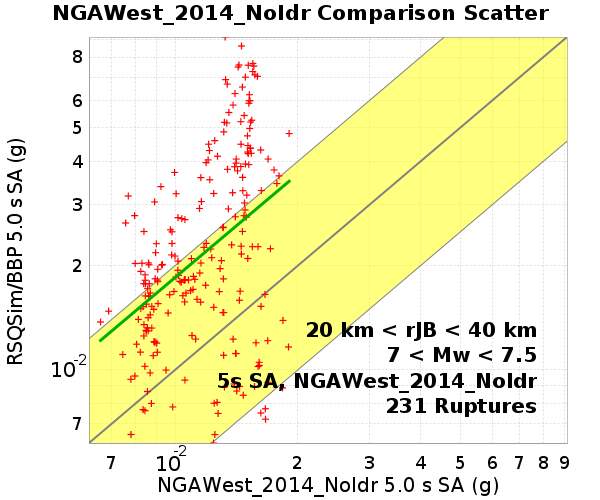 NGAWest_2014_NoIdr Comparison Scatter
RSQSim/BBP 5.0 s SA (g)
8
7
6
5
4
3
2
10-2
7
20 km < rJB < 40 km
7 < Mw < 7.5
5s SA, NGAWest_2014_NoIdr
231 Ruptures
7 10-2 2 3 4 5 6 7 8 9
NGAWest_2014_NoIdr 5.0 s SA (g)